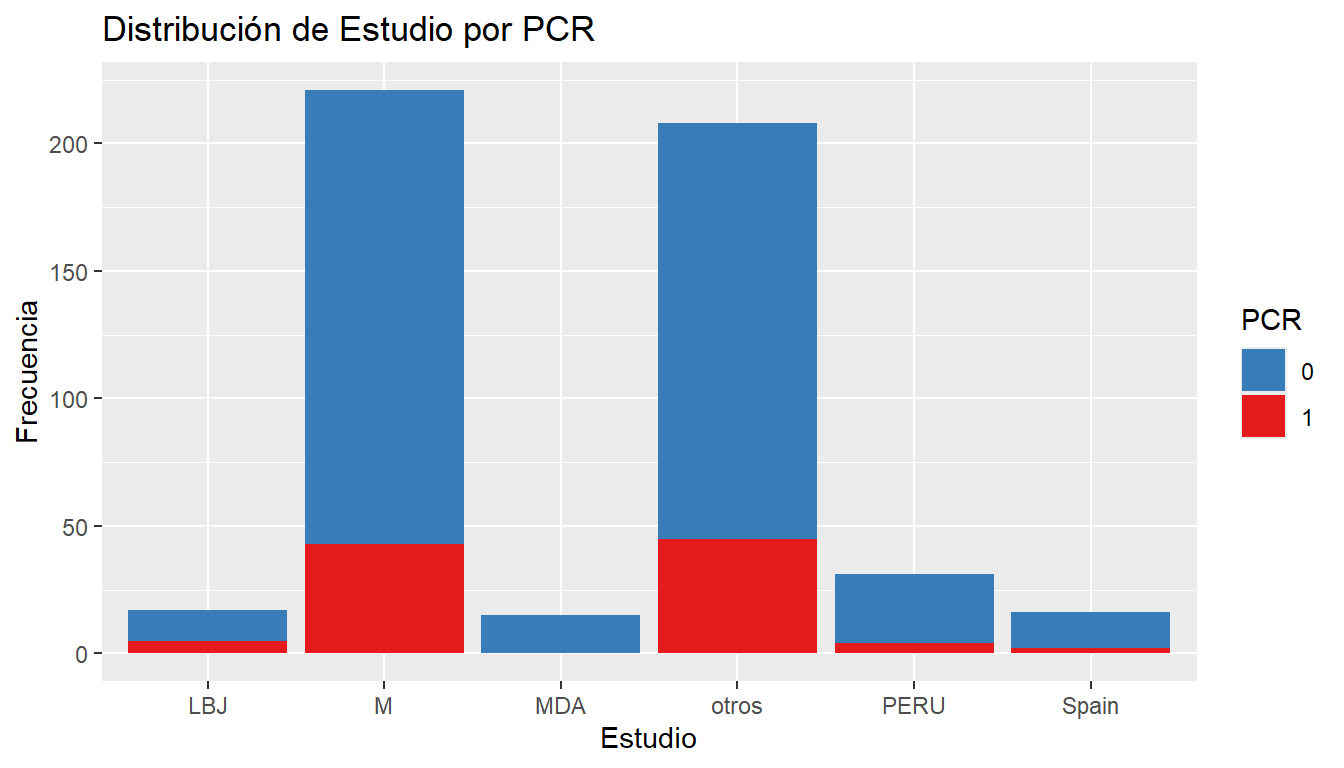 Distribución de Estudio por PCR
Frecuencia
200
150
100
50
0
LBJ M MDA otros PERU Spain
Estudio
PCR
0
1